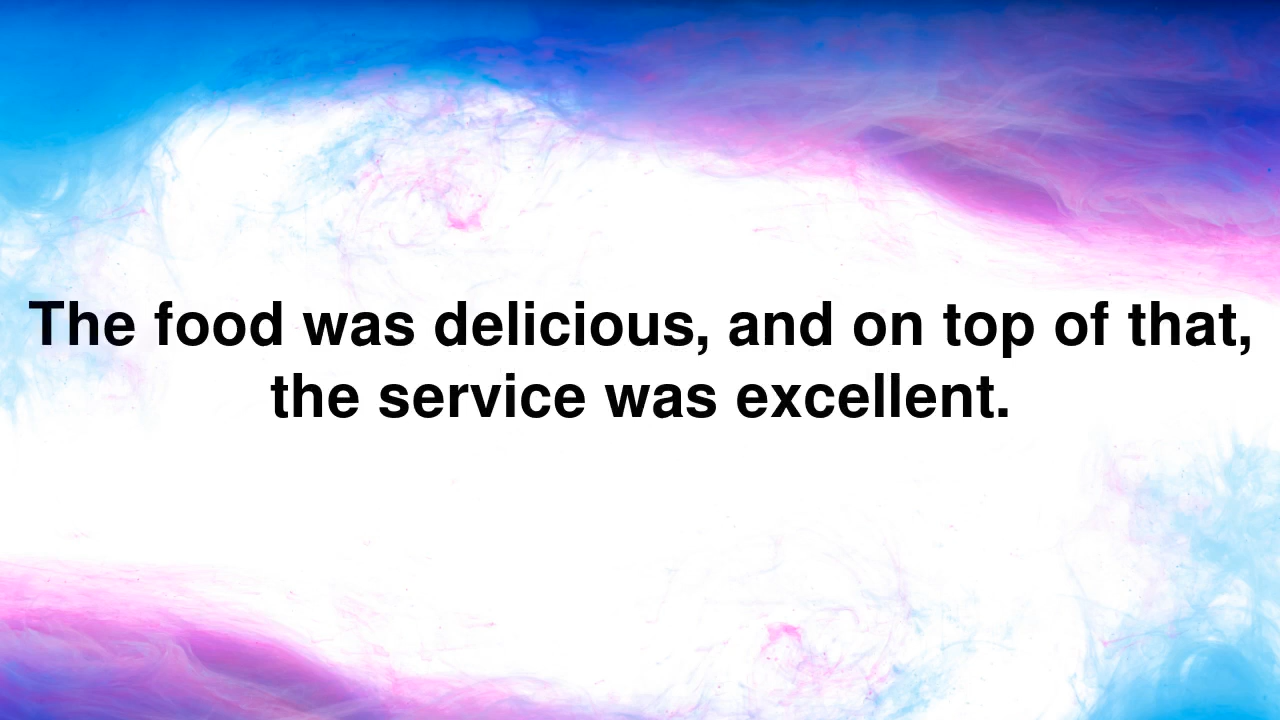 The food was delicious, and on top of that,
the service was excellent.